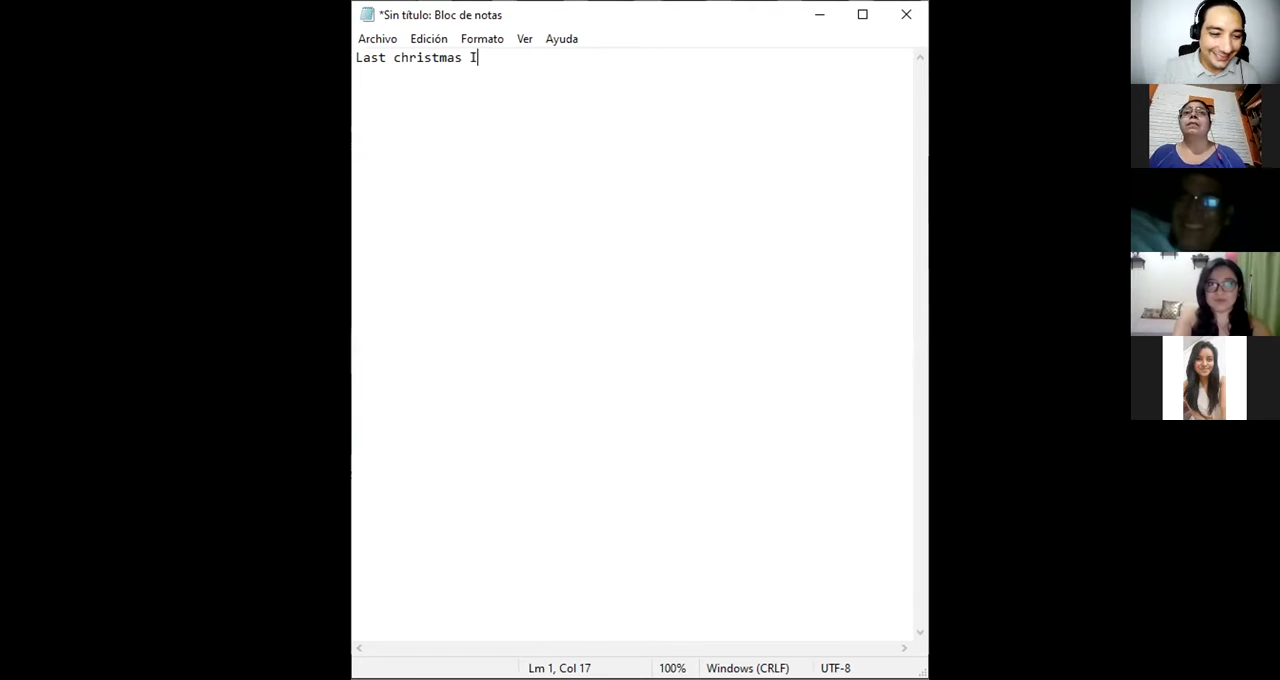 *Sin título: Bloc de notas
Archivo Edición Formato Ver Ayuda
Last christmas I
Lm 1, Col 17 100% Windows (CRLF) UTF-8